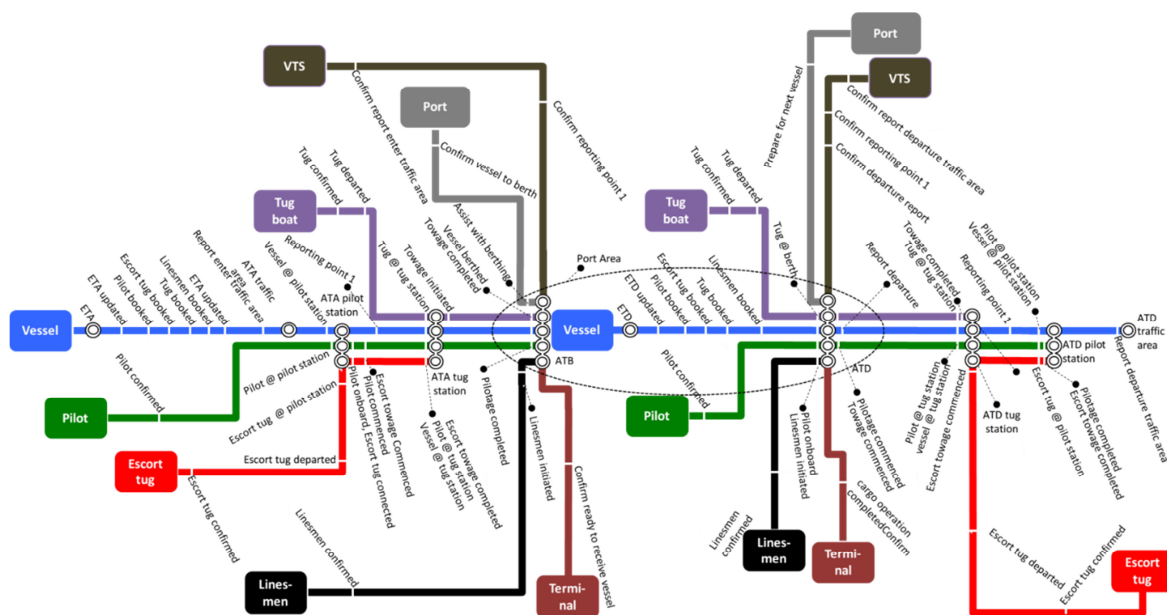 Port
VTS
VTS
Port
Confirm report enter traffic area
Confirm vessel to berth
Confirm reporting point 1
Prepare for next vessel
Confirm report departure traffic area
Confirm reporting point 1
Confirm departure report
Tug
boat
Tug confirmed
Tug departed
Assist with berthing
Vessel berthed
Towage completed
Towage initiated
Tug @ tug station
Port Area
Tug
boat
Tug confirmed
Tug departed
Tug @ berth
Report departure
Towage completed
Tug @ tug station
Reporting point 1
Pilot @ pilot station
Vessel @ pilot station
Vessel
ETA
ETA updated
Pilot booked
Escort tug booked
Tug booked
Linesmen booked
ETA updated
Report enter traffic area
ATA traffic
area
Vessel @ pilot station
Reporting point 1
ATA pilot
station
Vessel
ETD
ETD updated
Pilot booked
Escort tug booked
Tug booked
Linesmen booked
ATD
traffic
area
ATD pilot
station
Report departure traffic area
Pilot
Pilot confirmed
Pilot @ pilot station
Escort tug @ pilot station
Pilot onboard, Escort tug connected
Pilot commenced
Escort towage Commenced
ATA tug
station
Vessel @ tug station
Pilot @ tug station
Escort towage completed
Pilotage completed
ATB
Linesmen initiated
Pilot
Pilot confirmed
ATD
Pilot onboard
Linesmen initiated
Towage commenced
Pilotage commenced
Pilot @ tug station
vessel @ tug station
Escort towage commenced
ATD tug
station
Escort tug @ pilot station
Escort towage completed
Pilotage completed
Escort
tug
Escort tug departed
Escort tug confirmed
Linesmen confirmed
Lines-
men
Confirm ready to receive vessel
Termi-
nal
Linesmen
confirmed
Lines-
men
cargo operation
completedConfirm
Termi-
nal
Escort tug departed
Escort tug confirmed
Escort
tug